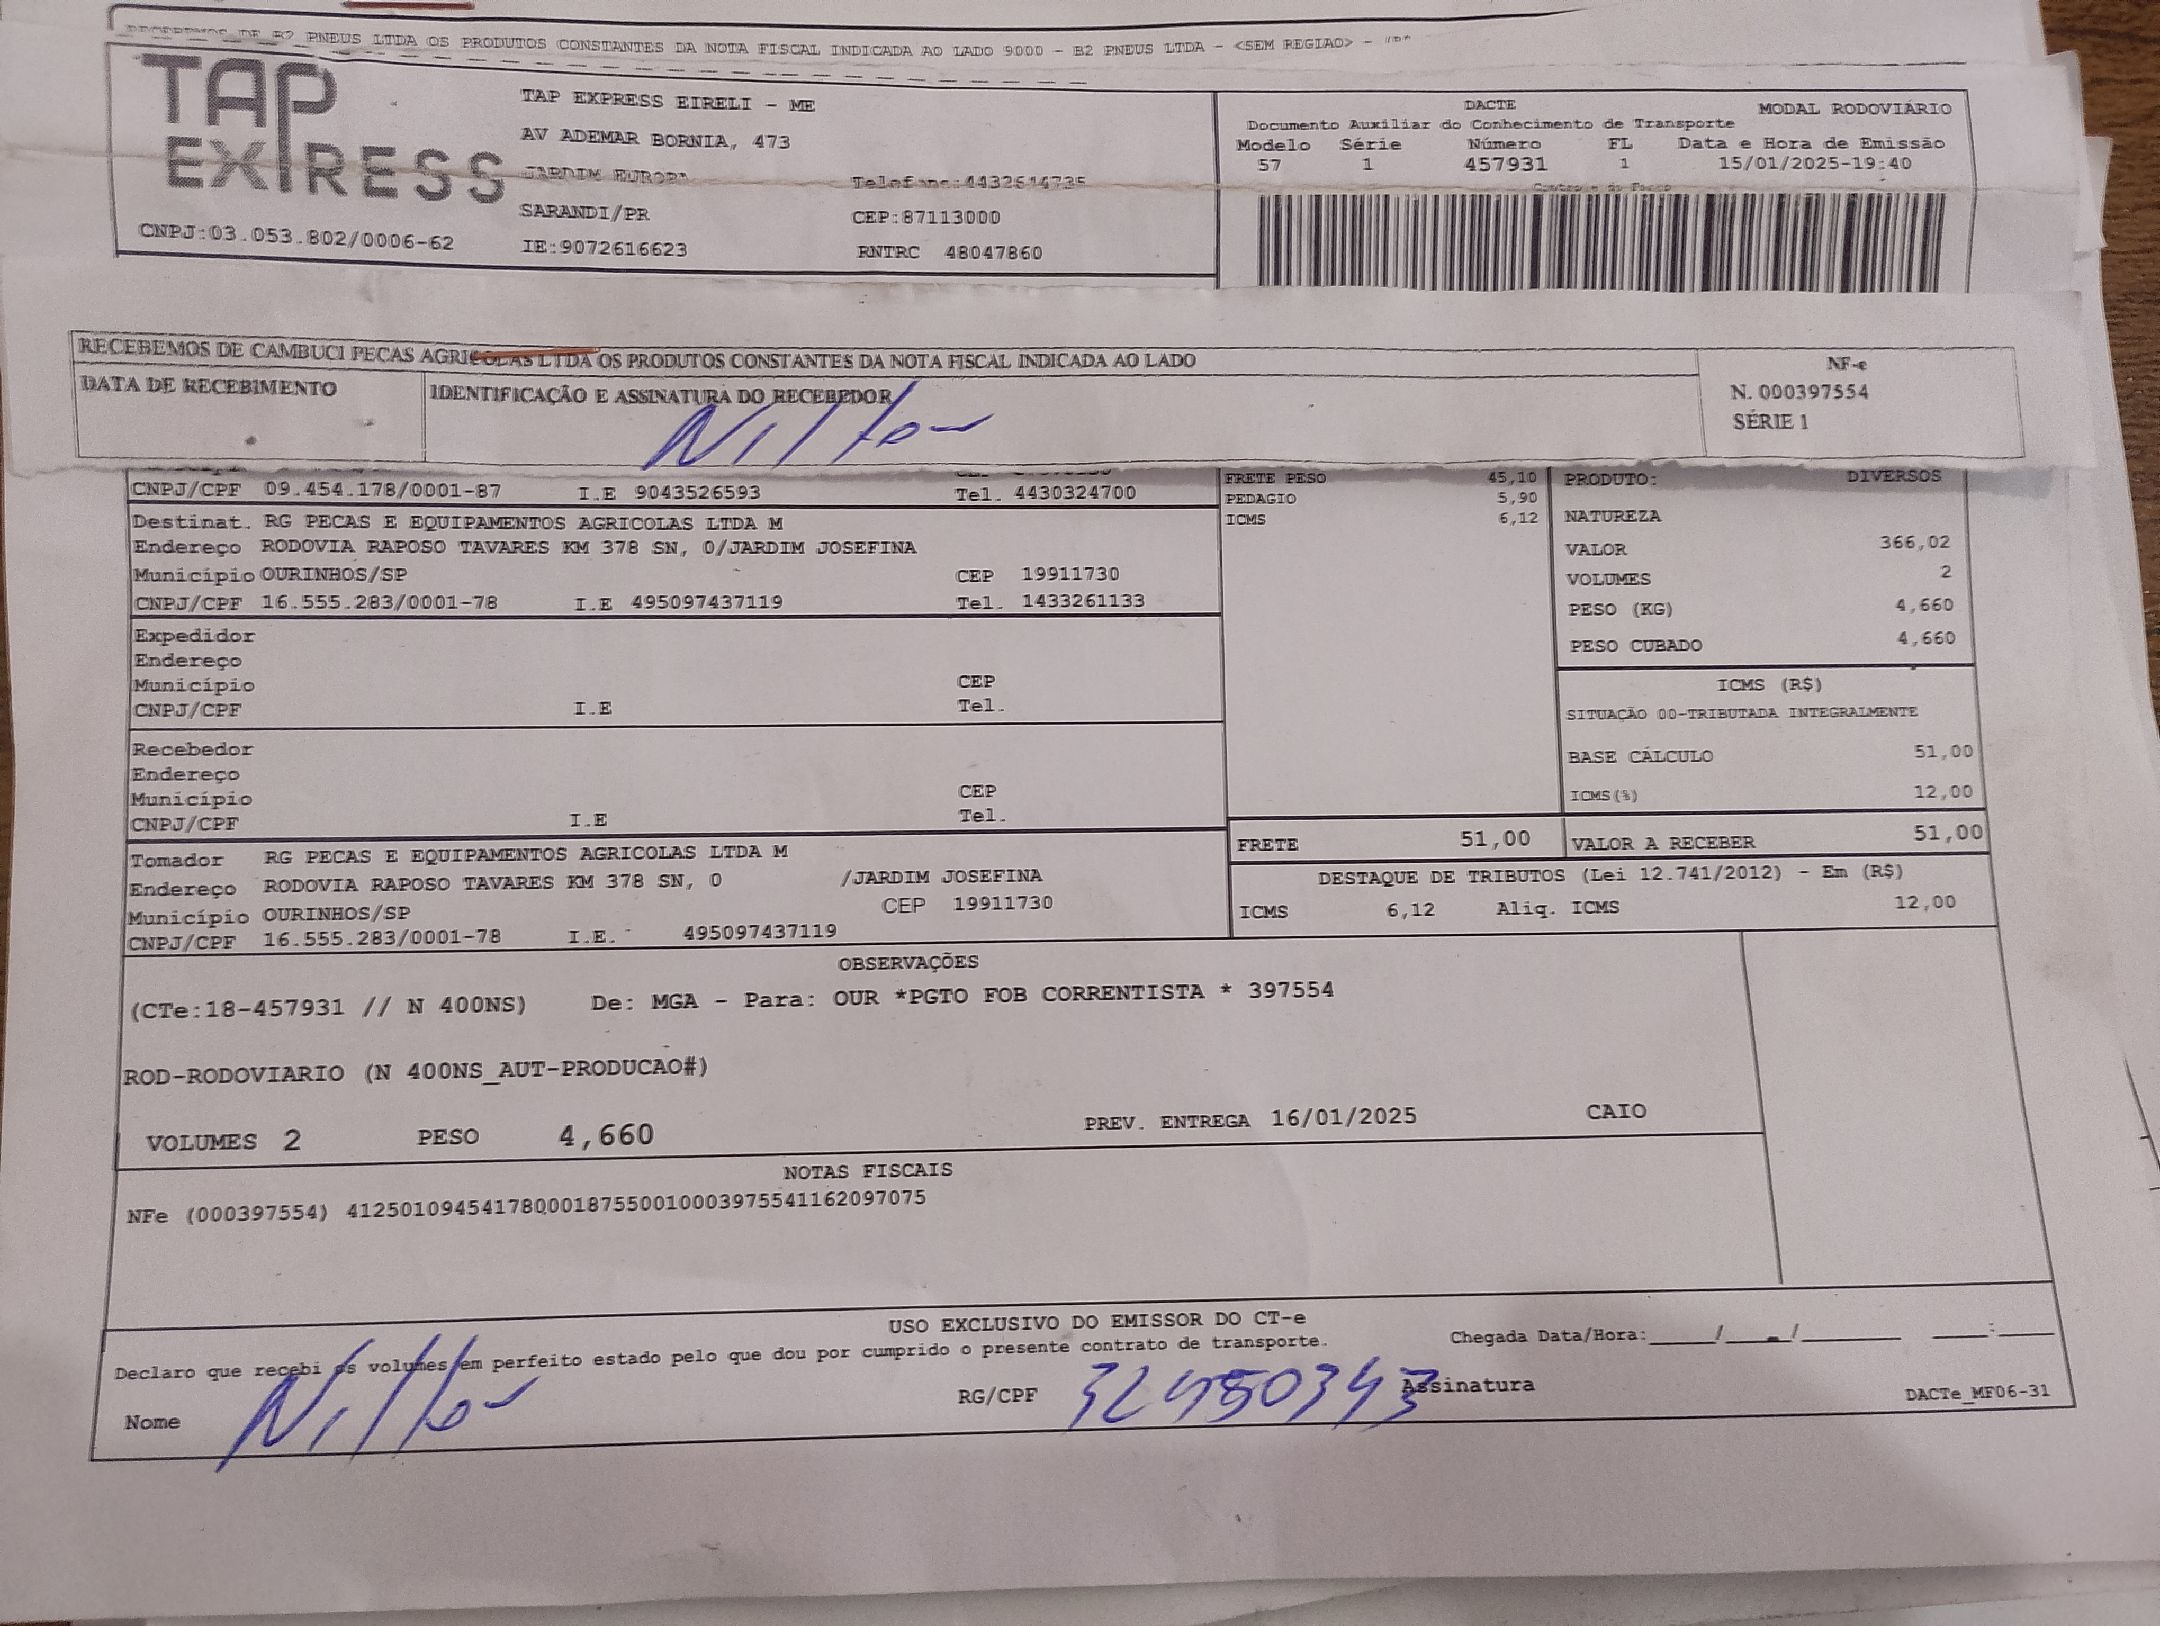 DE B2 PNEUS LTDA OS PRODUTOS CONSTANTES DA NOTA FISCAL INDICADA AO LADO 9000 - B2 PNEUS LTDA - <SEM REGIAO> -
TAP EXPRESS
TAP EXPRESS EIRELI - ME
AV ADEMAR BORNIA, 473
JARDIM EUROPA
SARANDI/PR CEP:87113000
CNPJ:03.053.802/0006-62 IE:9072616623 RNTRC 48047860
DACTE MODAL RODOVIÁRIO
Documento Auxiliar do Conhecimento de Transporte
Modelo Série Número FL Data e Hora de Emissão
57 1 457931 1 15/01/2025-19:40
RECEBEMOS DE CAMBUCI PECAS AGRICOLAS LTDA OS PRODUTOS CONSTANTES DA NOTA FISCAL INDICADA AO LADO
DATA DE RECEBIMENTO
IDENTIFICAÇÃO E ASSINATURA DO RECEBEDOR
Nilton
NF-e
N. 000397554
SÉRIE 1
CNPJ/CPF 09.454.178/0001-87 I.E 9043526593 Tel. 4430324700
Destinat. RG PECAS E EQUIPAMENTOS AGRICOLAS LTDA M
Endereço RODOVIA RAPOSO TAVARES KM 378 SN, 0/JARDIM JOSEFINA
Município OURINHOS/SP CEP 19911730
CNPJ/CPF 16.555.283/0001-78 I.E 495097437119 Tel. 1433261133
Expedidor
Endereço
Município CEP
CNPJ/CPF I.E Tel.
Recebedor
Endereço
Município CEP
CNPJ/CPF I.E Tel.
Tomador RG PECAS E EQUIPAMENTOS AGRICOLAS LTDA M
Endereço RODOVIA RAPOSO TAVARES KM 378 SN, 0 /JARDIM JOSEFINA
Município OURINHOS/SP CEP 19911730
CNPJ/CPF 16.555.283/0001-78 I.E. 495097437119
FRETE PESO 45,10
PEDAGIO 5,90
ICMS 6,12
PRODUTO: DIVERSOS
NATUREZA
VALOR 366,02
VOLUMES 2
PESO (KG) 4,660
PESO CUBADO 4,660
ICMS (R$)
SITUAÇÃO 00-TRIBUTADA INTEGRALMENTE
BASE CÁLCULO 51,00
ICMS(%) 12,00
FRETE 51,00 VALOR A RECEBER 51,00
DESTAQUE DE TRIBUTOS (Lei 12.741/2012) - Em (R$)
ICMS 6,12 Aliq. ICMS 12,00
OBSERVAÇÕES
(CTe:18-457931 // N 400NS) De: MGA - Para: OUR *PGTO FOB CORRENTISTA * 397554
ROD-RODOVIARIO (N 400NS_AUT-PRODUCAO#)
VOLUMES 2 PESO 4,660 PREV. ENTREGA 16/01/2025 CAIO
NOTAS FISCAIS
NFe (000397554) 41250109454178000187550010003975541162097075
USO EXCLUSIVO DO EMISSOR DO CT-e
Declaro que recebi os volumes em perfeito estado pelo que dou por cumprido o presente contrato de transporte. Chegada Data/Hora:_____/_____/________ ____:____
Nome Nilton RG/CPF 32450343 Assinatura DACTe_MF06-31